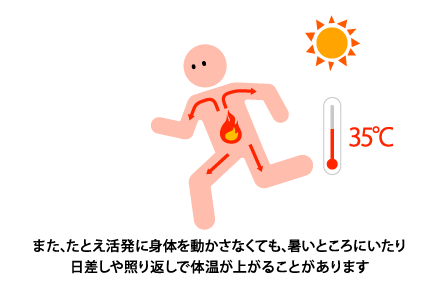 35℃
また、たとえ活発に身体を動かさなくても、暑いところにいたり
日差しや照り返しで体温が上がることがあります